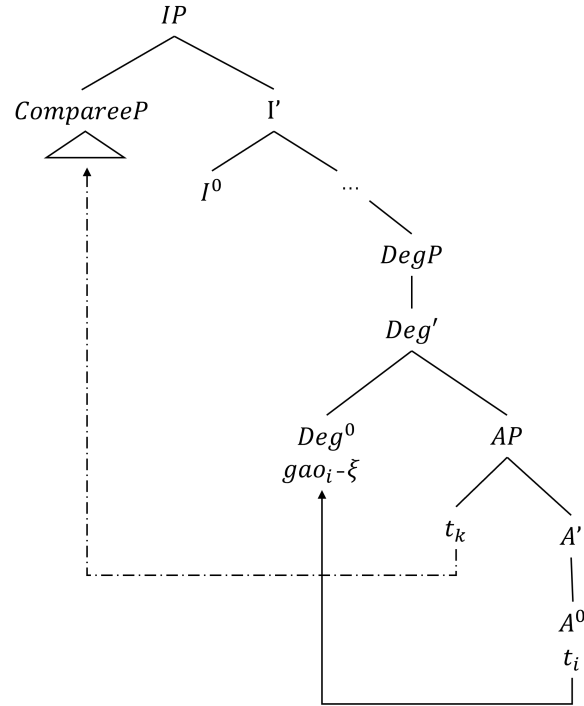 IP
CompareeP I'
I⁰ ...
DegP
Deg′
Deg⁰ AP
gaoᵢ-ξ
tₖ A'
A⁰
tᵢ